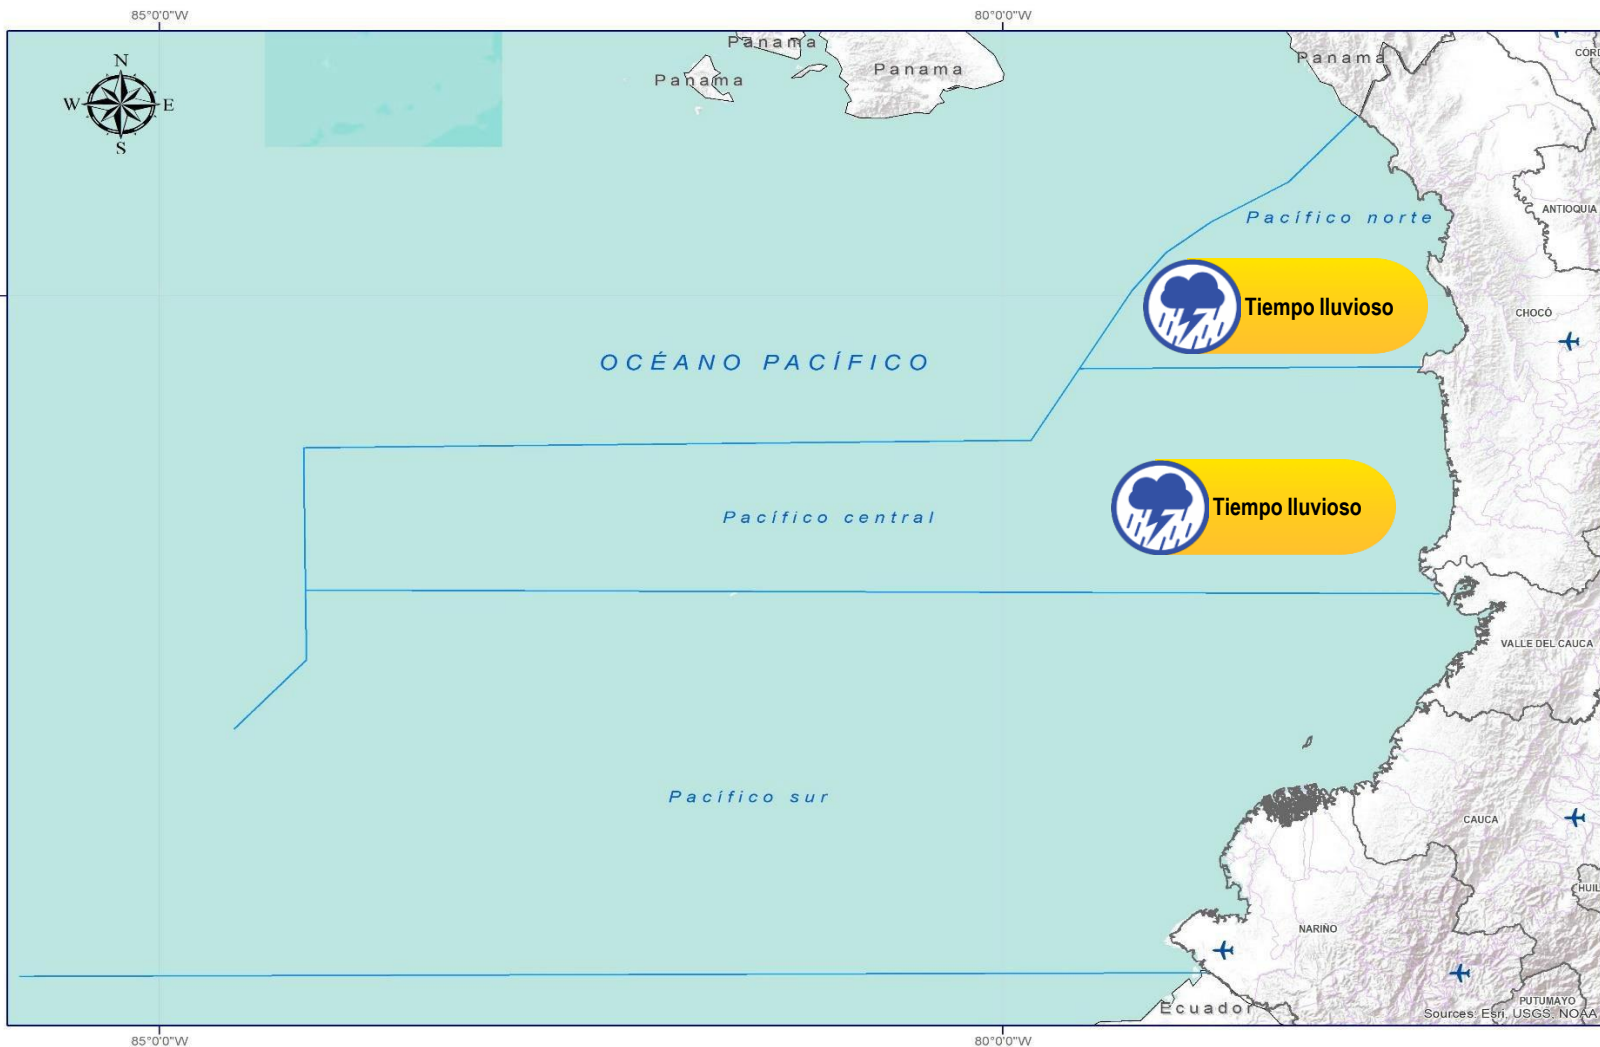 85°0'0"W
80°0'0"W
N
W
E
S
Panama
Panama
Panama
Panama
ANTIOQUIA
Pacífico norte
Tiempo lluvioso
CHOCÓ
OCÉANO PACÍFICO
Tiempo lluvioso
Pacífico central
VALLE DEL CAUCA
Pacífico sur
CAUCA
NARIÑO
PUTUMAYO
Ecuador
Sources: Esri, USGS, NOAA
85°0'0"W
80°0'0"W